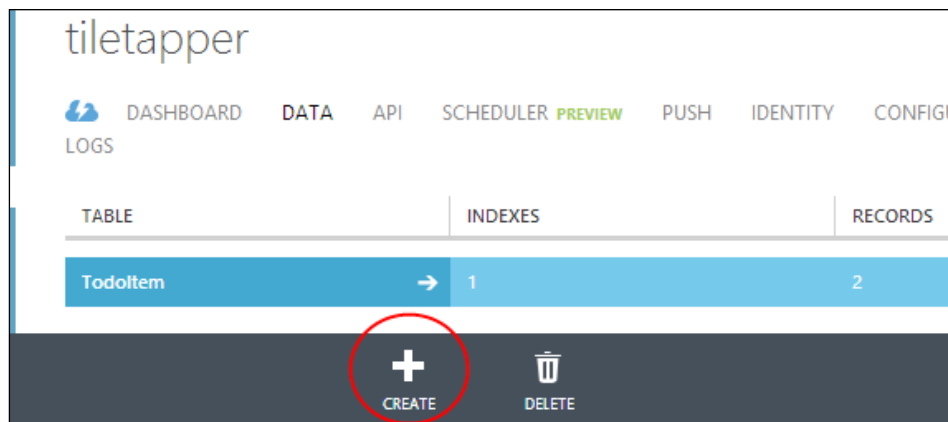 tiletapper
DASHBOARD DATA API SCHEDULER PREVIEW PUSH IDENTITY
LOGS
TABLE INDEXES RECORDS
TodoItem 1 2
CREATE DELETE